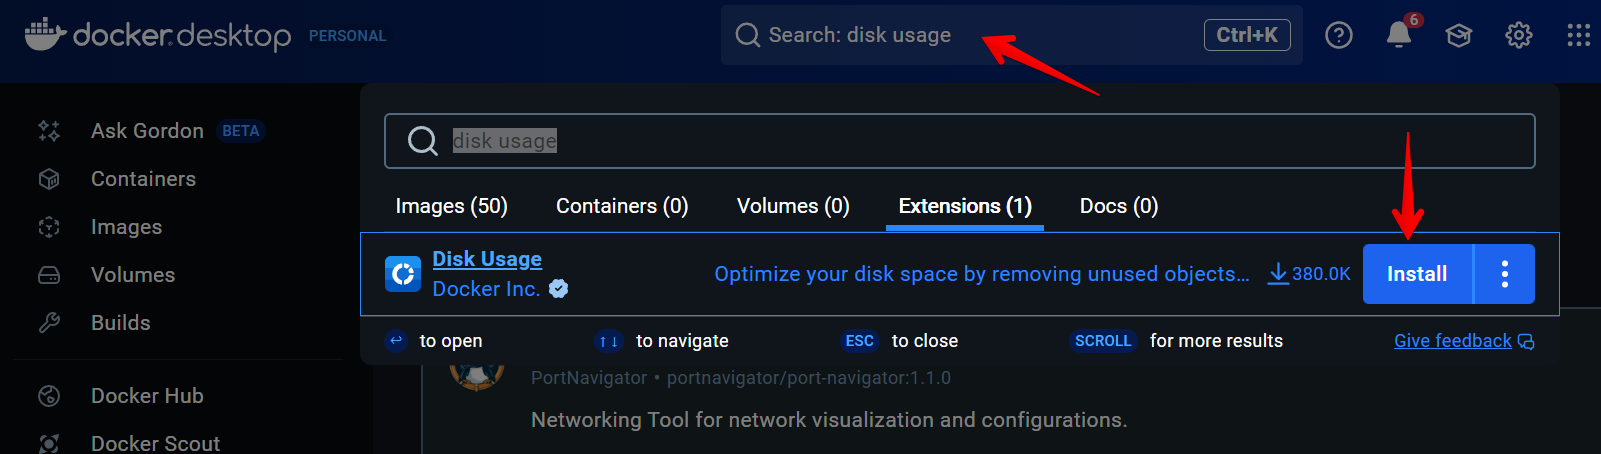 docker desktop PERSONAL
Search: disk usage Ctrl+K
6
Ask Gordon BETA
Containers
Images
Volumes
Builds
Docker Hub
Docker Scout
disk usage
Images (50) Containers (0) Volumes (0) Extensions (1) Docs (0)
Disk Usage
Docker Inc.
Optimize your disk space by removing unused objects… 380.0K Install
↩ to open ↑↓ to navigate ESC to close SCROLL for more results Give feedback
PortNavigator • portnavigator/port-navigator:1.1.0
Networking Tool for network visualization and configurations.